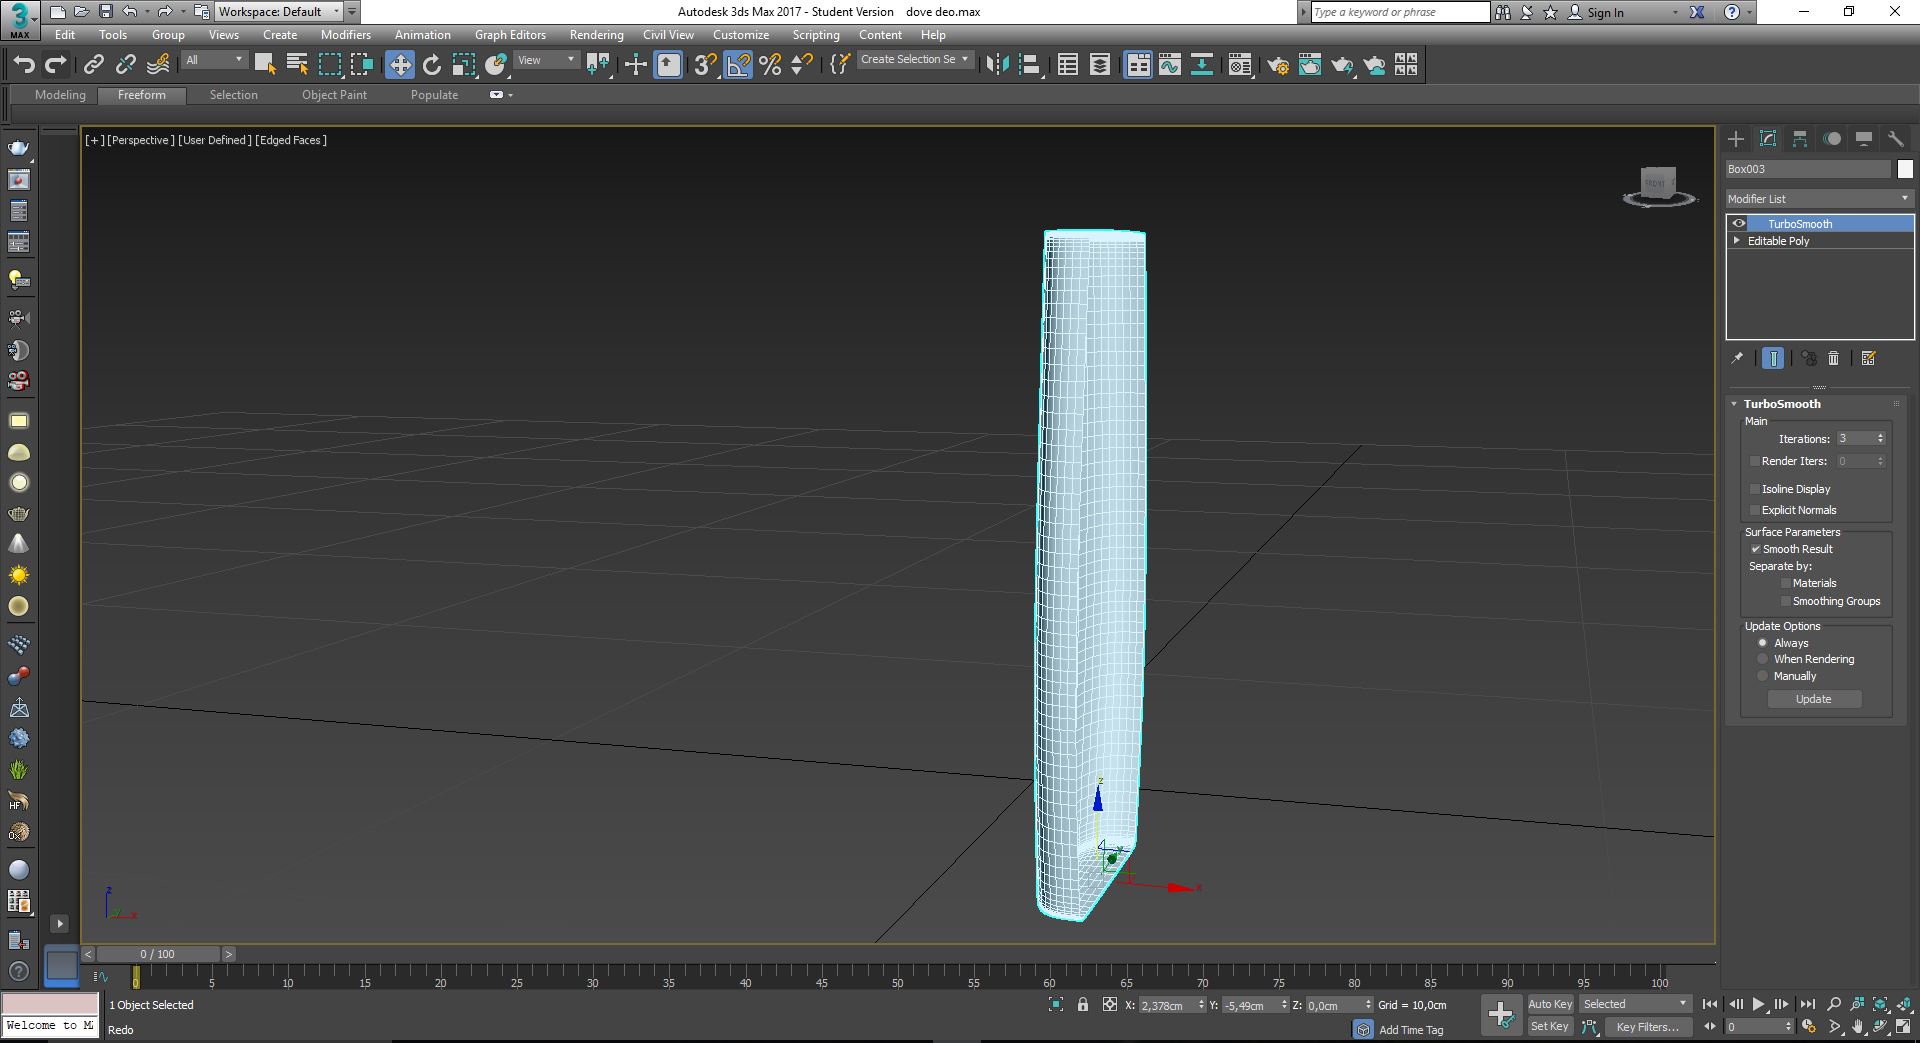 3
MAX
Workspace: Default
Autodesk 3ds Max 2017 - Student Version dove deo.max
Type a keyword or phrase
Sign In
Edit Tools Group Views Create Modifiers Animation Graph Editors Rendering Civil View Customize Scripting Content Help
All
View
3
Create Selection Se
Modeling Freeform Selection Object Paint Populate
[+] [Perspective] [User Defined] [Edged Faces]
FRONT
Box003
Modifier List
TurboSmooth
Editable Poly
TurboSmooth
Main
Iterations: 3
Render Iters: 0
Isoline Display
Explicit Normals
Surface Parameters
Smooth Result
Separate by:
Materials
Smoothing Groups
Update Options
Always
When Rendering
Manually
Update
HF
z
y
x
z
y
x
< 0 / 100 >
0 5 10 15 20 25 30 35 40 45 50 55 60 65 70 75 80 85 90 95 100
1 Object Selected
X: 2,378cm Y: -5,49cm Z: 0,0cm Grid = 10,0cm
Auto Key Selected
Welcome to
Redo
Add Time Tag
Set Key Key Filters...
0